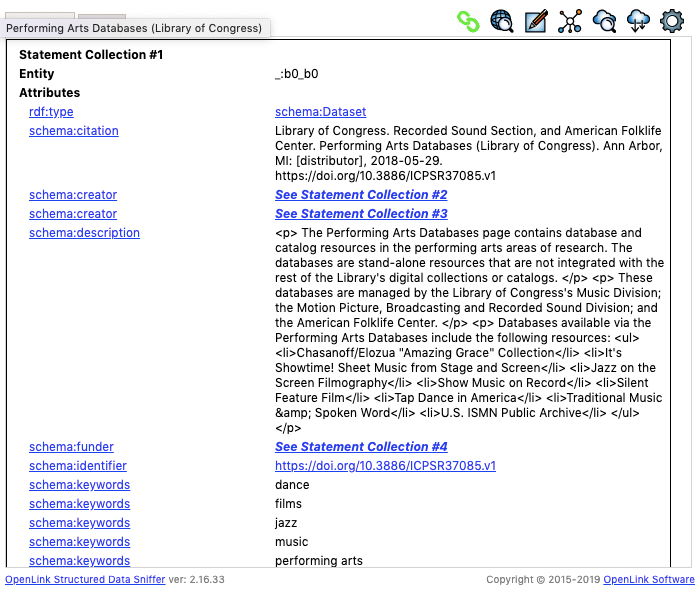 Performing Arts Databases (Library of Congress)
Statement Collection #1
Entity _:b0_b0
Attributes
rdf:type schema:Dataset
schema:citation Library of Congress. Recorded Sound Section, and American Folklife
Center. Performing Arts Databases (Library of Congress). Ann Arbor,
MI: [distributor], 2018-05-29.
https://doi.org/10.3886/ICPSR37085.v1
schema:creator See Statement Collection #2
schema:creator See Statement Collection #3
schema:description <p> The Performing Arts Databases page contains database and
catalog resources in the performing arts areas of research. The
databases are stand-alone resources that are not integrated with the
rest of the Library's digital collections or catalogs. </p> <p> These
databases are managed by the Library of Congress's Music Division;
the Motion Picture, Broadcasting and Recorded Sound Division; and
the American Folklife Center. </p> <p> Databases available via the
Performing Arts Databases include the following resources: <ul>
<li>Chasanoff/Elozua "Amazing Grace" Collection</li> <li>It's
Showtime! Sheet Music from Stage and Screen</li> <li>Jazz on the
Screen Filmography</li> <li>Show Music on Record</li> <li>Silent
Feature Film</li> <li>Tap Dance in America</li> <li>Traditional Music
&amp; Spoken Word</li> <li>U.S. ISMN Public Archive</li> </ul>
</p>
schema:funder See Statement Collection #4
schema:identifier https://doi.org/10.3886/ICPSR37085.v1
schema:keywords dance
schema:keywords films
schema:keywords jazz
schema:keywords music
schema:keywords performing arts
OpenLink Structured Data Sniffer ver: 2.16.33 Copyright © 2015-2019 OpenLink Software